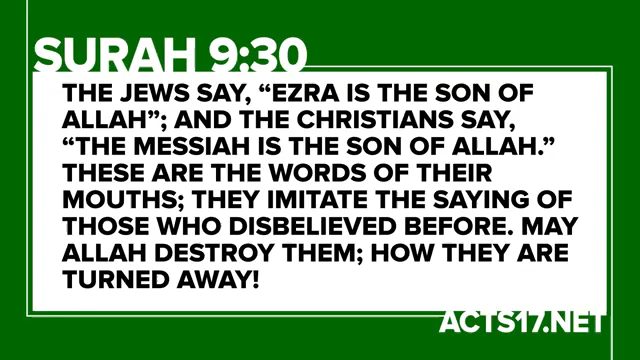 SURAH 9:30
THE JEWS SAY, “EZRA IS THE SON OF
ALLAH”; AND THE CHRISTIANS SAY,
“THE MESSIAH IS THE SON OF ALLAH.”
THESE ARE THE WORDS OF THEIR
MOUTHS; THEY IMITATE THE SAYING OF
THOSE WHO DISBELIEVED BEFORE. MAY
ALLAH DESTROY THEM; HOW THEY ARE
TURNED AWAY!
ACTS17.NET